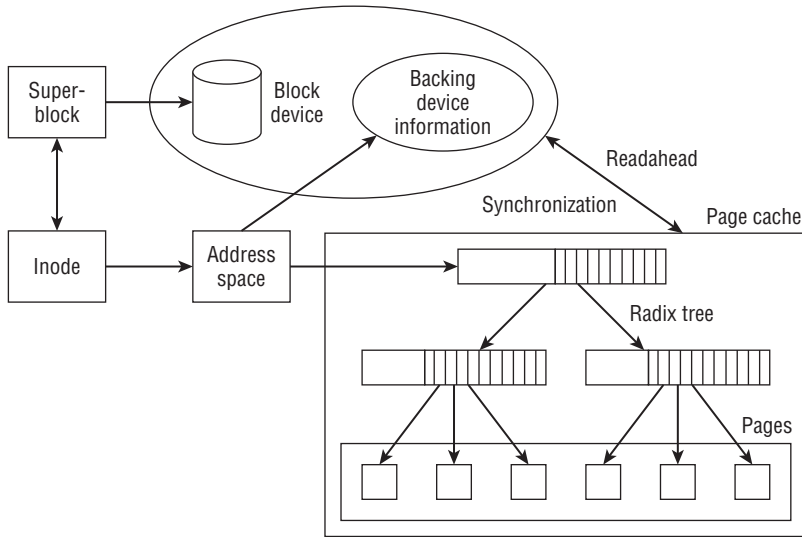 Super-
block
Block
device
Backing
device
information
Readahead
Synchronization
Page cache
Inode
Address
space
Radix tree
Pages